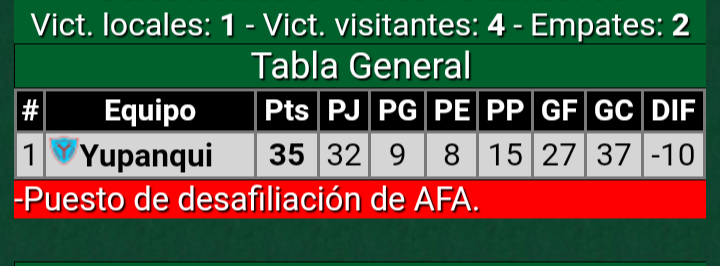 Vict. locales: 1 - Vict. visitantes: 4 - Empates: 2
Tabla General
# Equipo Pts PJ PG PE PP GF GC DIF
1 Yupanqui 35 32 9 8 15 27 37 -10
-Puesto de desafiliación de AFA.